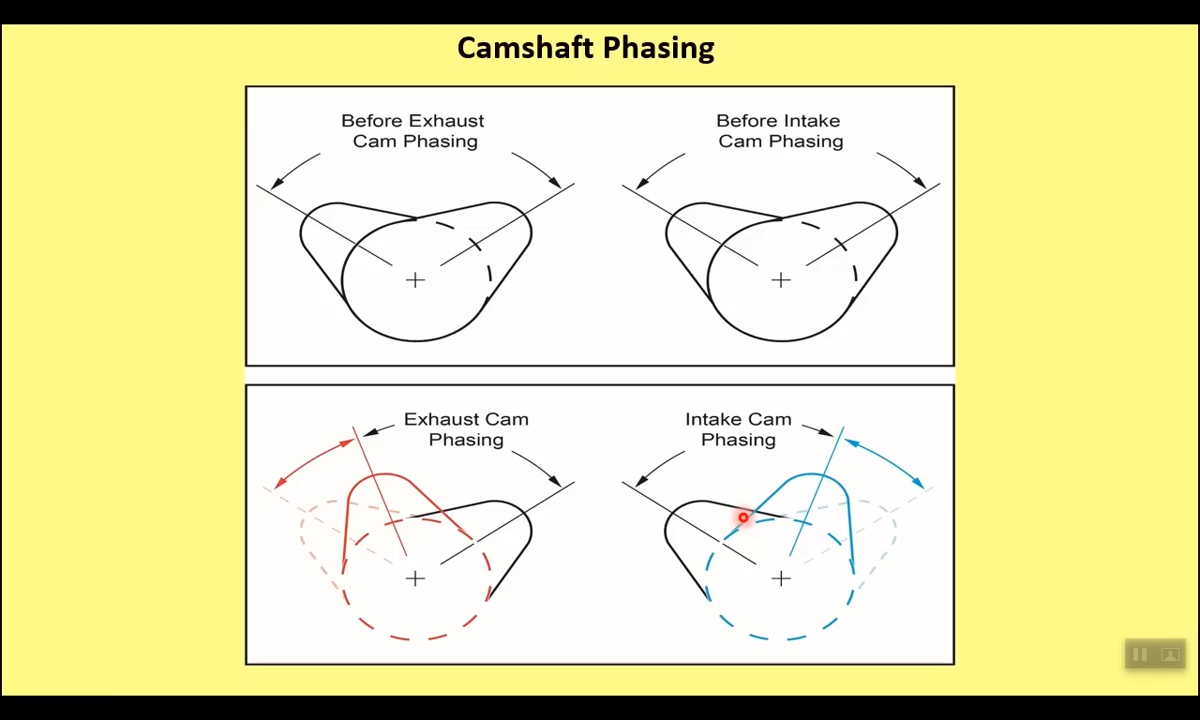 Camshaft Phasing
Before Exhaust
Cam Phasing
Before Intake
Cam Phasing
Exhaust Cam
Phasing
Intake Cam
Phasing